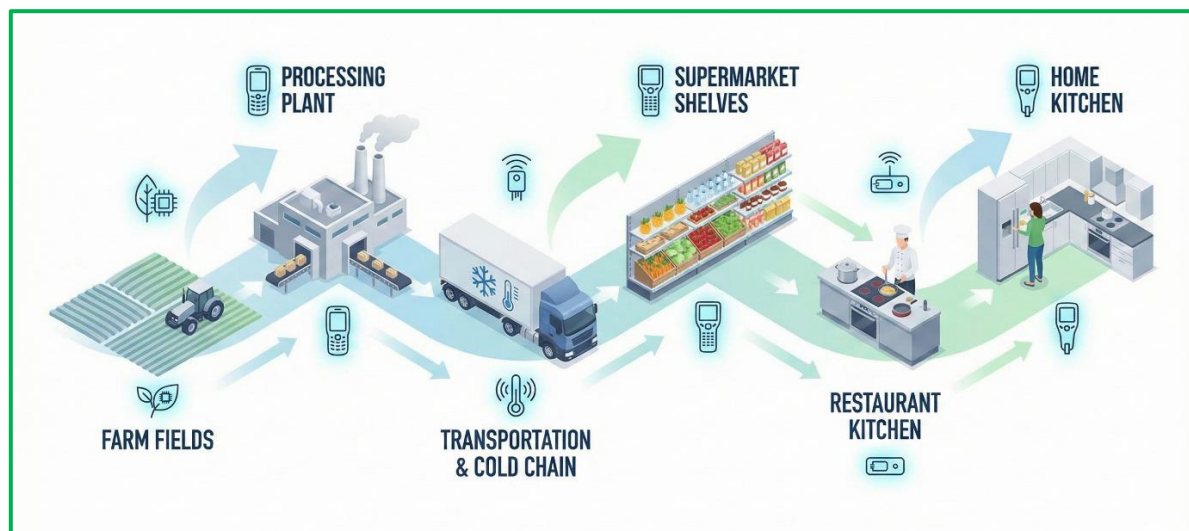 PROCESSING
PLANT
SUPERMARKET
SHELVES
HOME
KITCHEN
FARM FIELDS
TRANSPORTATION
& COLD CHAIN
RESTAURANT
KITCHEN